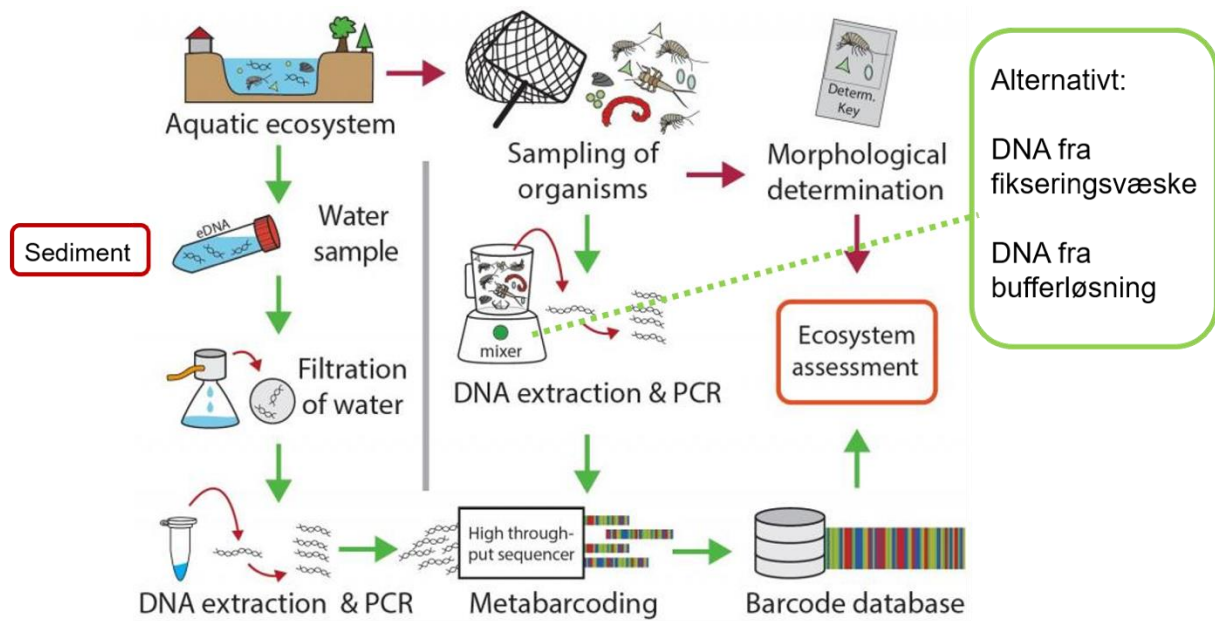 Aquatic ecosystem
Sampling of
organisms
Determ.
Key
Morphological
determination
Alternativt:
DNA fra
fikseringsvæske
DNA fra
bufferløsning
Sediment
eDNA
Water
sample
mixer
DNA extraction & PCR
Ecosystem
assessment
Filtration
of water
DNA extraction & PCR
High through-
put sequencer
Metabarcoding
Barcode database